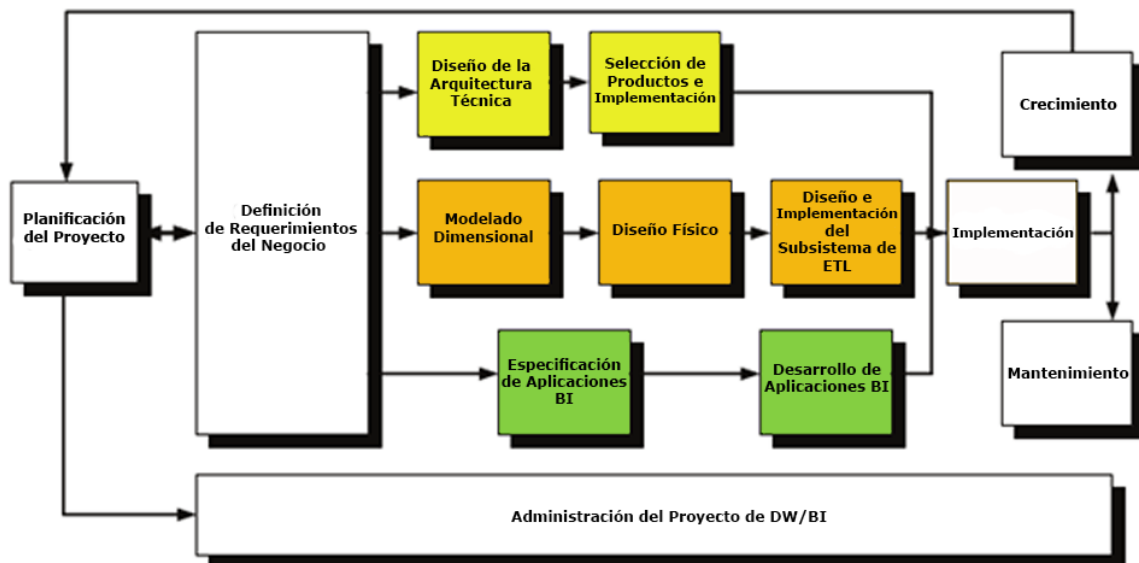 Diseño de la
Arquitectura
Técnica
Selección de
Productos e
Implementación
Crecimiento
Planificación
del Proyecto
Definición
de Requerimientos
del Negocio
Modelado
Dimensional
Diseño Físico
Diseño e
Implementación
del
Subsistema de
ETL
Implementación
Especificación
de Aplicaciones
BI
Desarrollo de
Aplicaciones BI
Mantenimiento
Administración del Proyecto de DW/BI